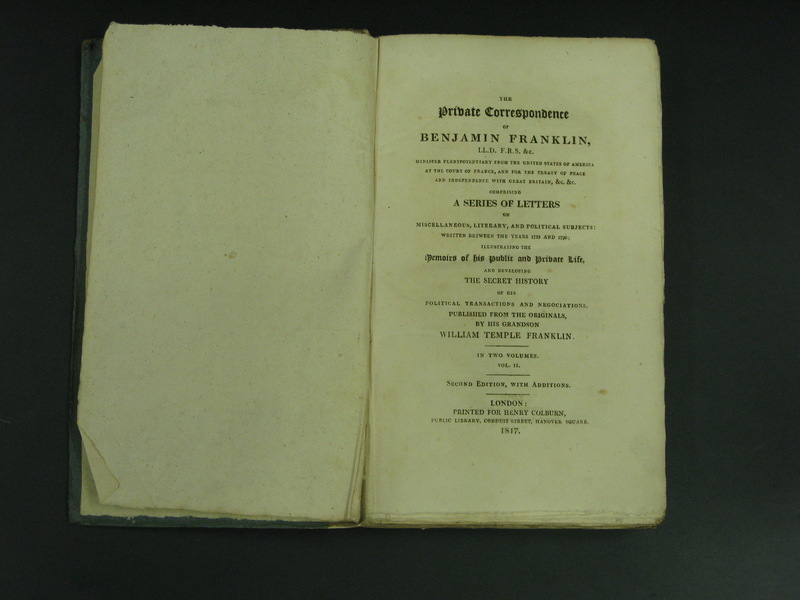 THE
Private Correspondence
OF
BENJAMIN FRANKLIN,
LL.D. F.R.S. &c.
MINISTER PLENIPOTENTIARY FROM THE UNITED STATES OF AMERICA
AT THE COURT OF FRANCE, AND FOR THE TREATY OF PEACE
AND INDEPENDENCE WITH GREAT BRITAIN, &c. &c.
COMPRISING
A SERIES OF LETTERS
ON
MISCELLANEOUS, LITERARY, AND POLITICAL SUBJECTS:
WRITTEN BETWEEN THE YEARS 1753 AND 1790;
ILLUSTRATING THE
Memoirs of his Public and Private Life,
AND DEVELOPING
THE SECRET HISTORY
OF HIS
POLITICAL TRANSACTIONS AND NEGOCIATIONS.
PUBLISHED FROM THE ORIGINALS,
BY HIS GRANDSON
WILLIAM TEMPLE FRANKLIN.
IN TWO VOLUMES.
VOL. II.
SECOND EDITION, WITH ADDITIONS.
LONDON:
PRINTED FOR HENRY COLBURN,
PUBLIC LIBRARY, CONDUIT STREET, HANOVER SQUARE.
1817.